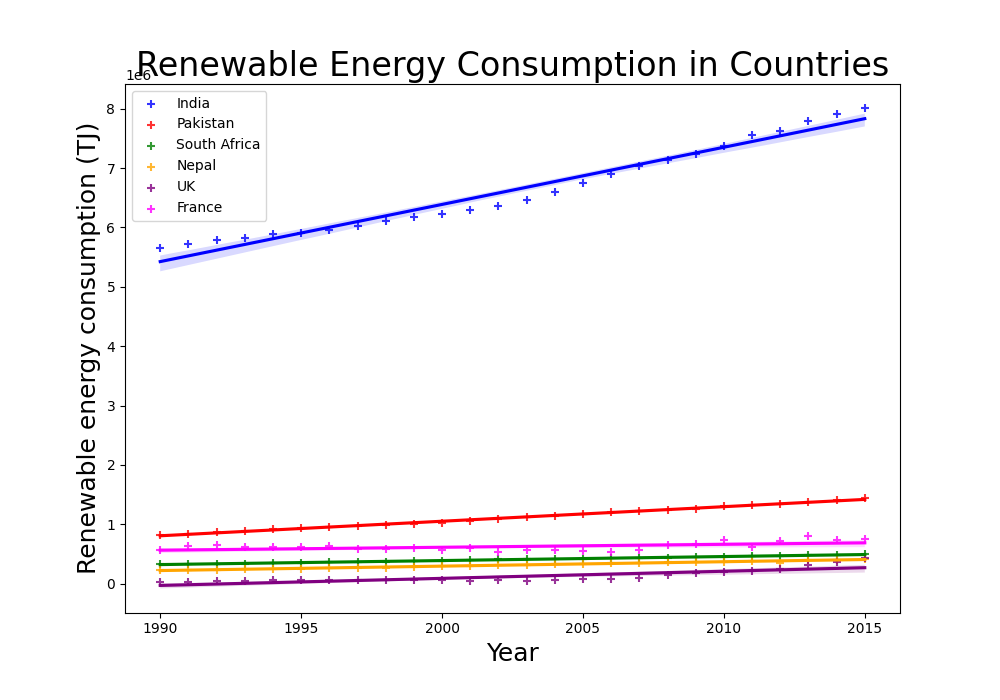 Renewable Energy Consumption in Countries
1e6
India
Pakistan
South Africa
Nepal
UK
France
Renewable energy consumption (TJ)
8
7
6
5
4
3
2
1
0
1990 1995 2000 2005 2010 2015
Year